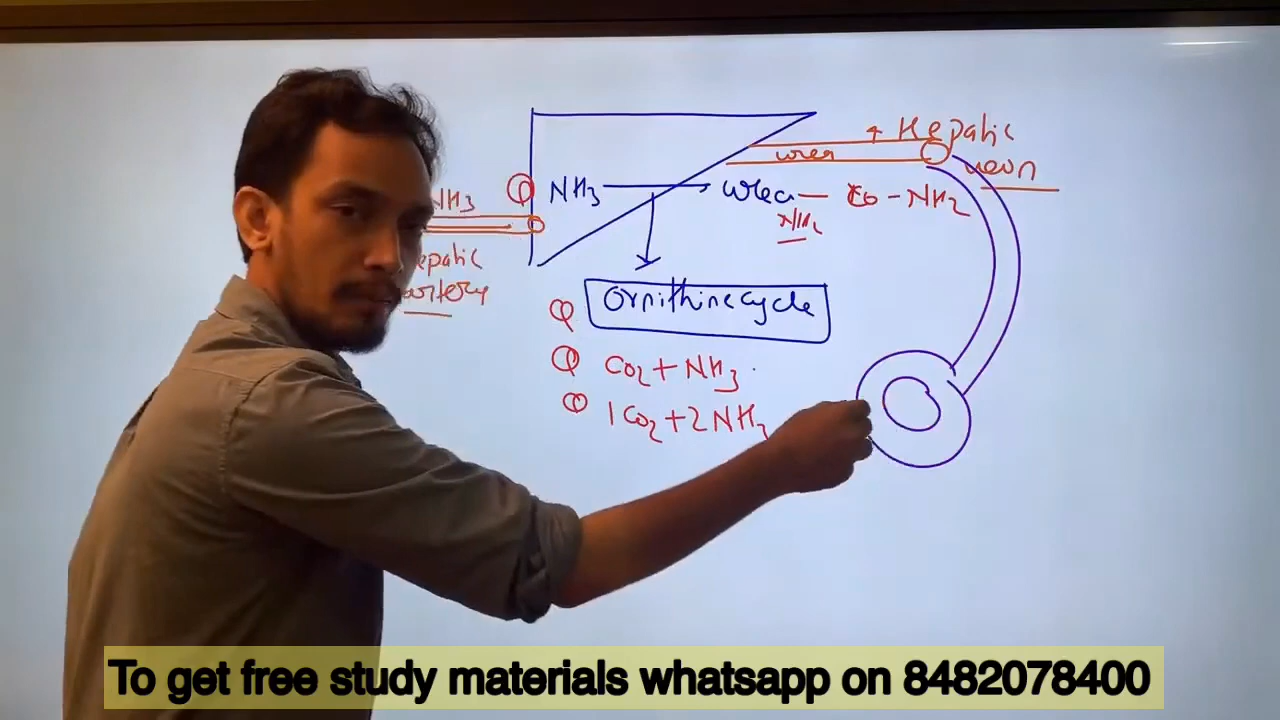 + Hepatic
veon
urea
NH3
NH3
urea — Co - NH2
NH2
epatic
artery
Ornithine cycle
CO2 + NH3
1CO2 + 2NH3
To get free study materials whatsapp on 8482078400